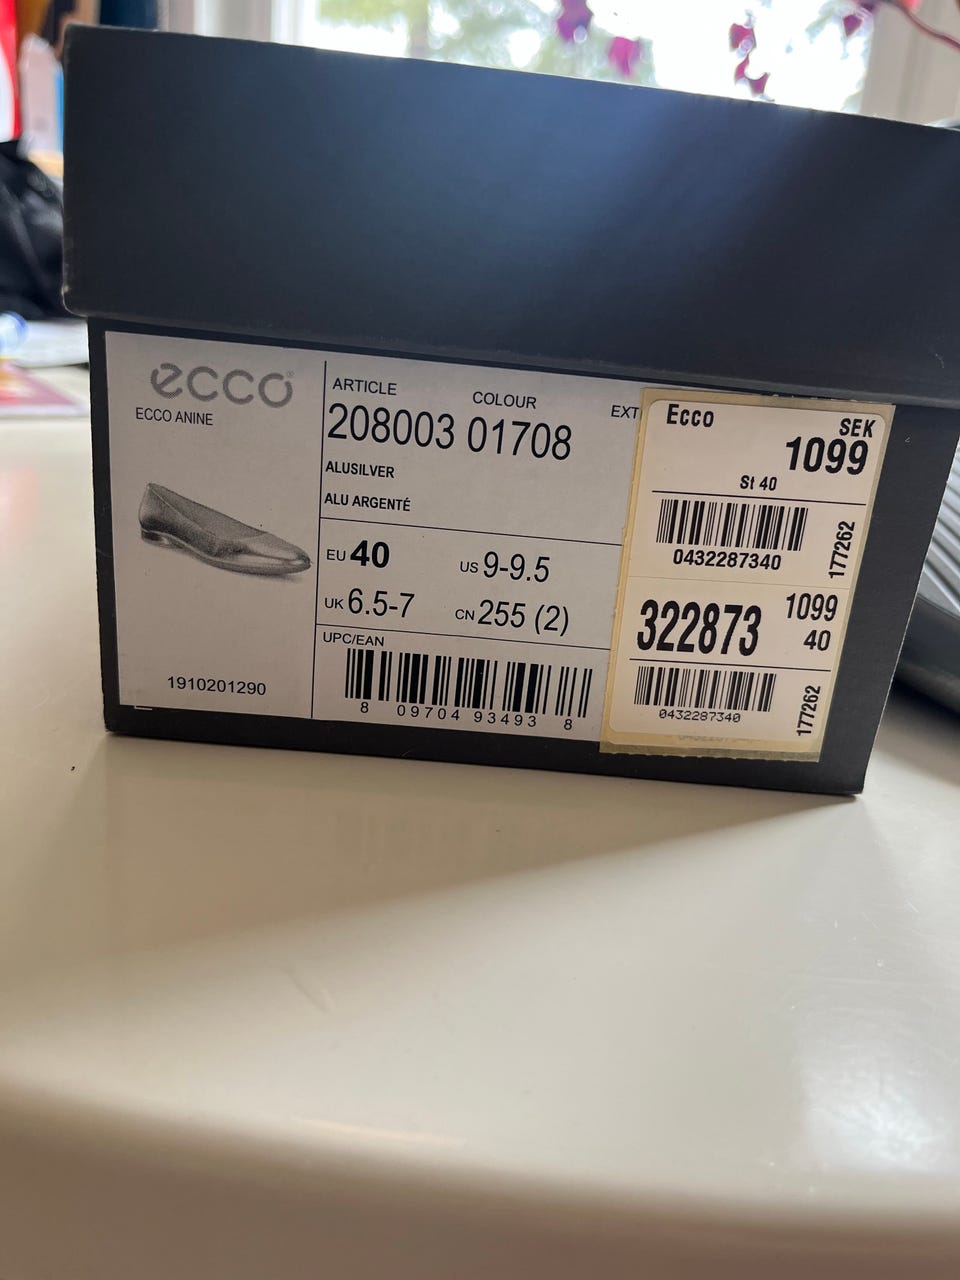 ecco®
ECCO ANINE
1910201290
ARTICLE COLOUR EXT
208003 01708
ALUSILVER
ALU ARGENTÉ
EU 40 US 9-9.5
UK 6.5-7 CN 255 (2)
UPC/EAN
8 09704 93493 8
Ecco SEK
1099
St 40
0432287340
177262
322873 1099
40
0432287340
177262